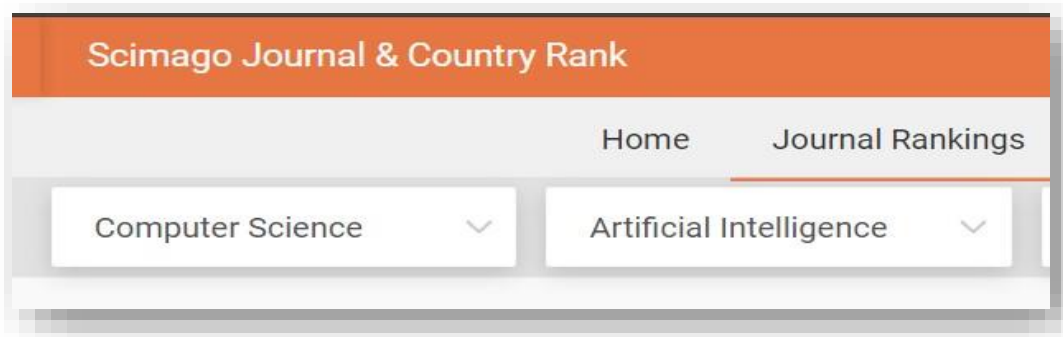 Scimago Journal & Country Rank
Home Journal Rankings
Computer Science Artificial Intelligence